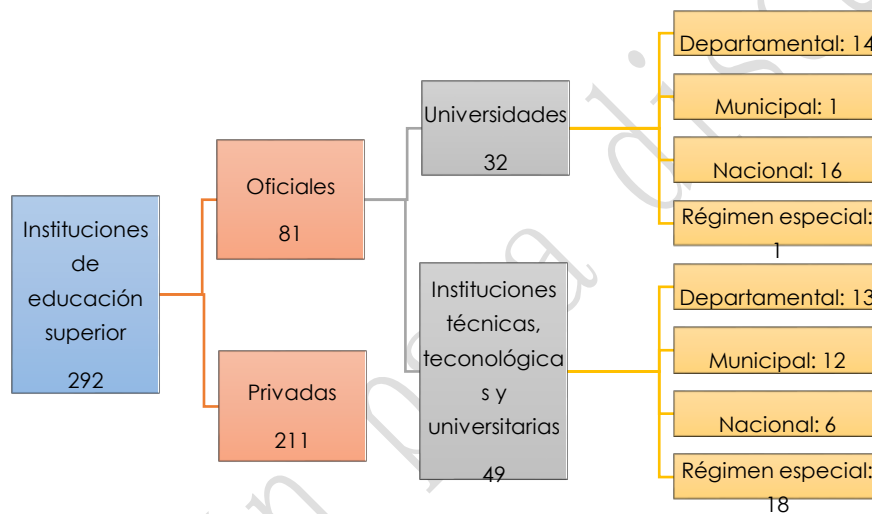 Instituciones
de
educación
superior
292
Oficiales
81
Privadas
211
Universidades
32
Instituciones
técnicas,
teconológica
s y
universitarias
49
Departamental: 14
Municipal: 1
Nacional: 16
Régimen especial:
1
Departamental: 13
Municipal: 12
Nacional: 6
Régimen especial:
18